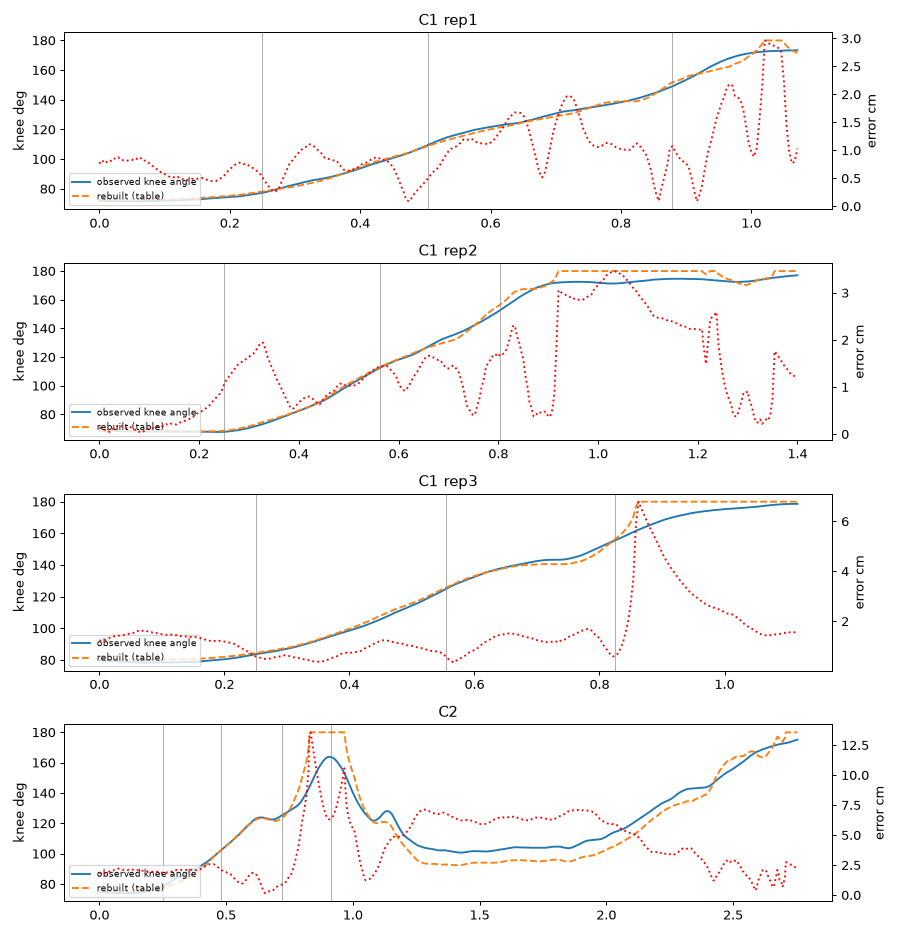 C1 rep1
180
160
140
120
100
80
knee deg
observed knee angle
rebuilt (table)
3.0
2.5
2.0
1.5
1.0
0.5
0.0
error cm
0.0 0.2 0.4 0.6 0.8 1.0
C1 rep2
180
160
140
120
100
80
knee deg
observed knee angle
rebuilt (table)
3
2
1
0
error cm
0.0 0.2 0.4 0.6 0.8 1.0 1.2 1.4
C1 rep3
180
160
140
120
100
80
knee deg
observed knee angle
rebuilt (table)
6
4
2
error cm
0.0 0.2 0.4 0.6 0.8 1.0
C2
180
160
140
120
100
80
knee deg
observed knee angle
rebuilt (table)
12.5
10.0
7.5
5.0
2.5
0.0
error cm
0.0 0.5 1.0 1.5 2.0 2.5